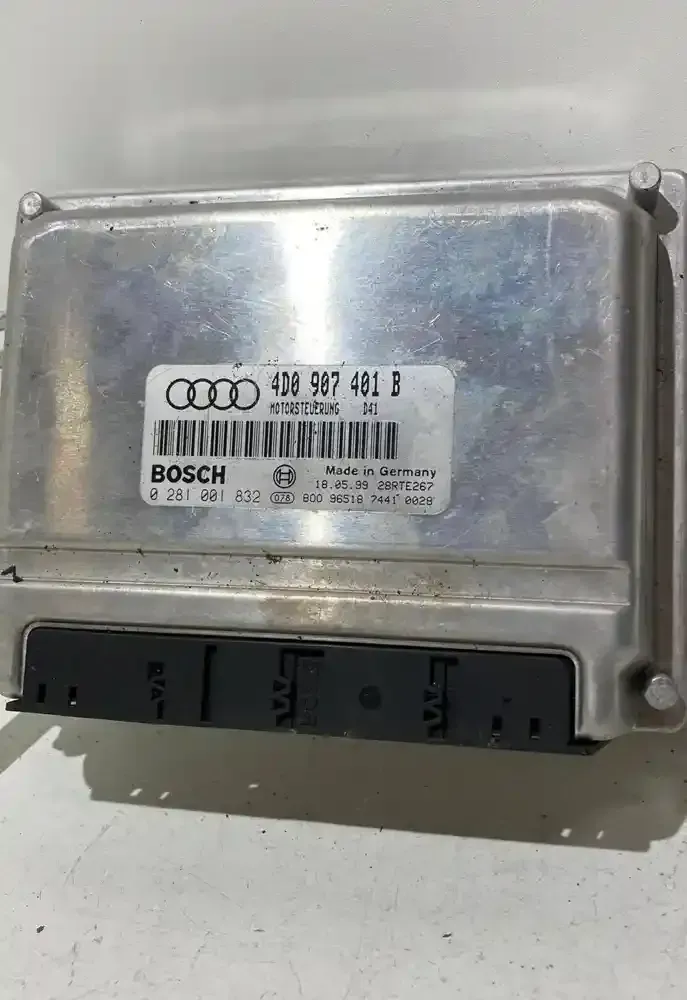 4D0 907 401 B
MOTORSTEUERUNG D41
BOSCH
Made in Germany
18.05.99 28RTE267
0 281 001 832 078 800 96518 7441 0028